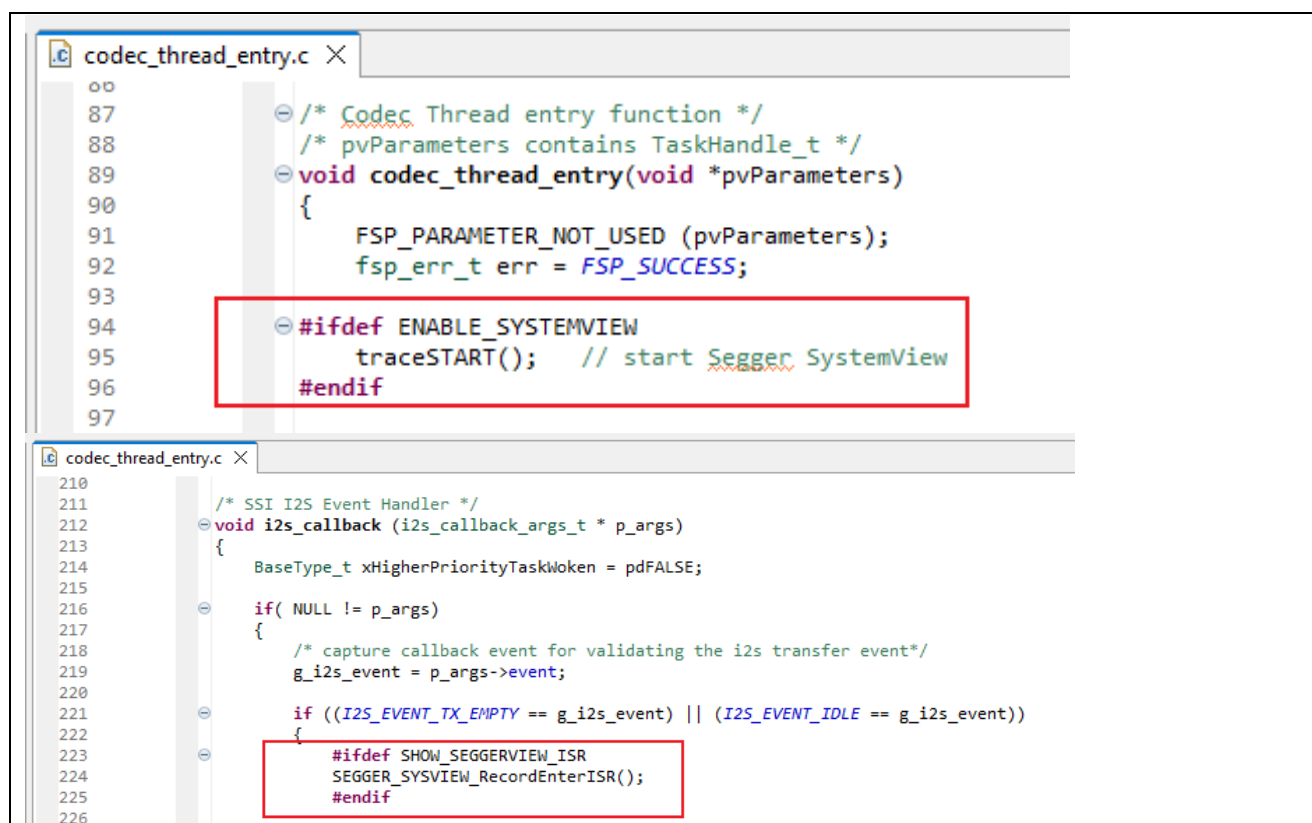 codec_thread_entry.c
86
87 /* Codec Thread entry function */
88 /* pvParameters contains TaskHandle_t */
89 void codec_thread_entry(void *pvParameters)
90 {
91 FSP_PARAMETER_NOT_USED (pvParameters);
92 fsp_err_t err = FSP_SUCCESS;
93
94 #ifdef ENABLE_SYSTEMVIEW
95 traceSTART(); // start Segger SystemView
96 #endif
97
codec_thread_entry.c
210
211 /* SSI I2S Event Handler */
212 void i2s_callback (i2s_callback_args_t * p_args)
213 {
214 BaseType_t xHigherPriorityTaskWoken = pdFALSE;
215
216 if( NULL != p_args)
217 {
218 /* capture callback event for validating the i2s transfer event*/
219 g_i2s_event = p_args->event;
220
221 if ((I2S_EVENT_TX_EMPTY == g_i2s_event) || (I2S_EVENT_IDLE == g_i2s_event))
222 {
223 #ifdef SHOW_SEGGERVIEW_ISR
224 SEGGER_SYSVIEW_RecordEnterISR();
225 #endif
226